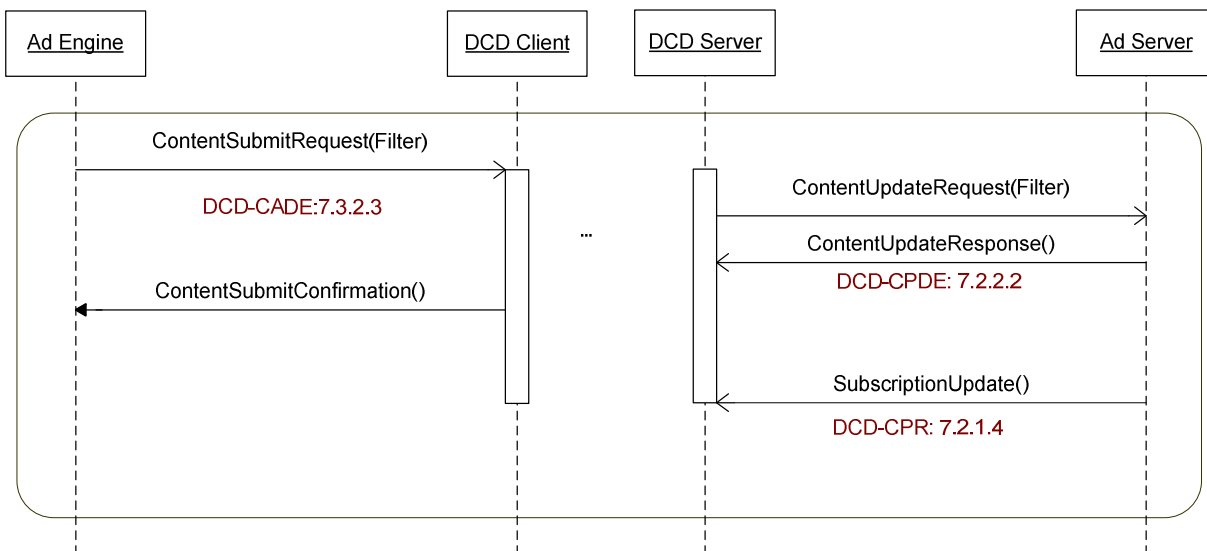 Ad Engine
DCD Client
DCD Server
Ad Server
ContentSubmitRequest(Filter)
DCD-CADE:7.3.2.3
...
ContentUpdateRequest(Filter)
ContentUpdateResponse()
DCD-CPDE: 7.2.2.2
ContentSubmitConfirmation()
SubscriptionUpdate()
DCD-CPR: 7.2.1.4